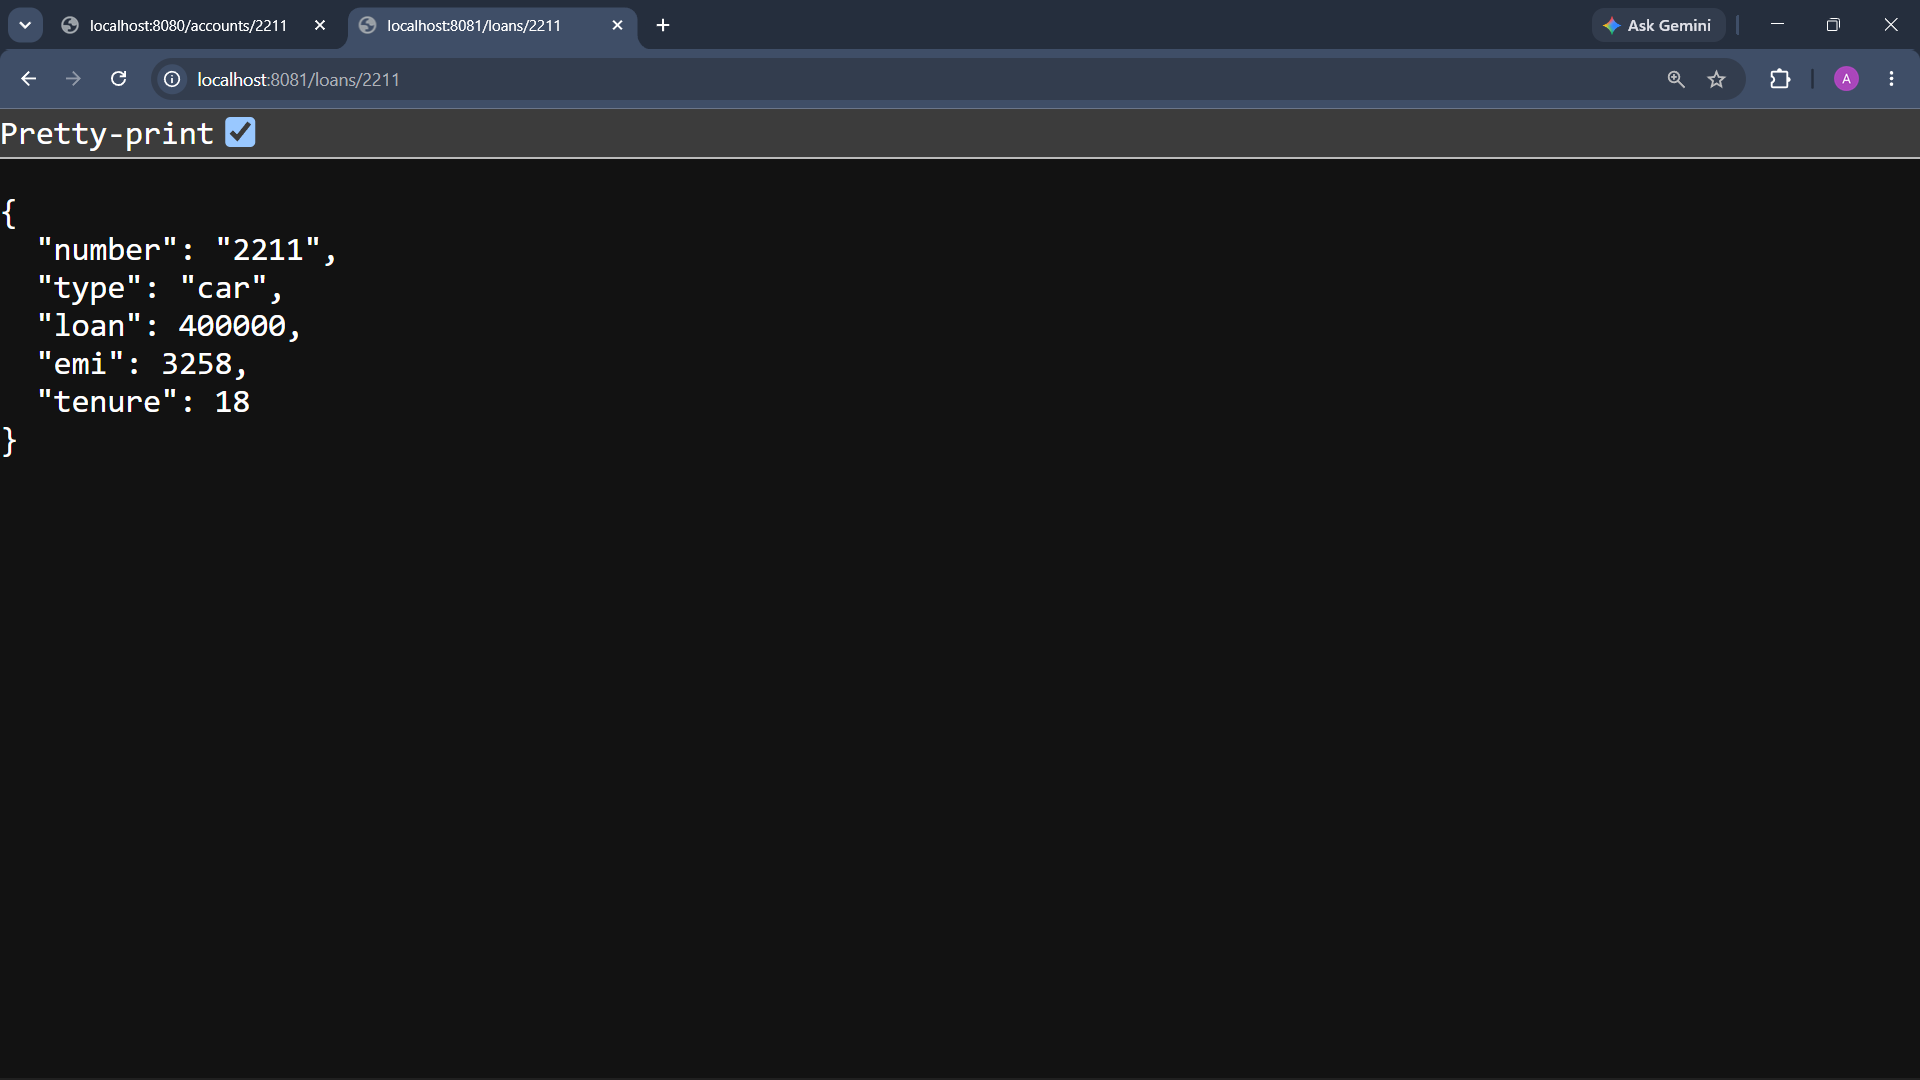 localhost:8080/accounts/2211
localhost:8081/loans/2211
Ask Gemini
localhost:8081/loans/2211
A
Pretty-print
{
  "number": "2211",
  "type": "car",
  "loan": 400000,
  "emi": 3258,
  "tenure": 18
}